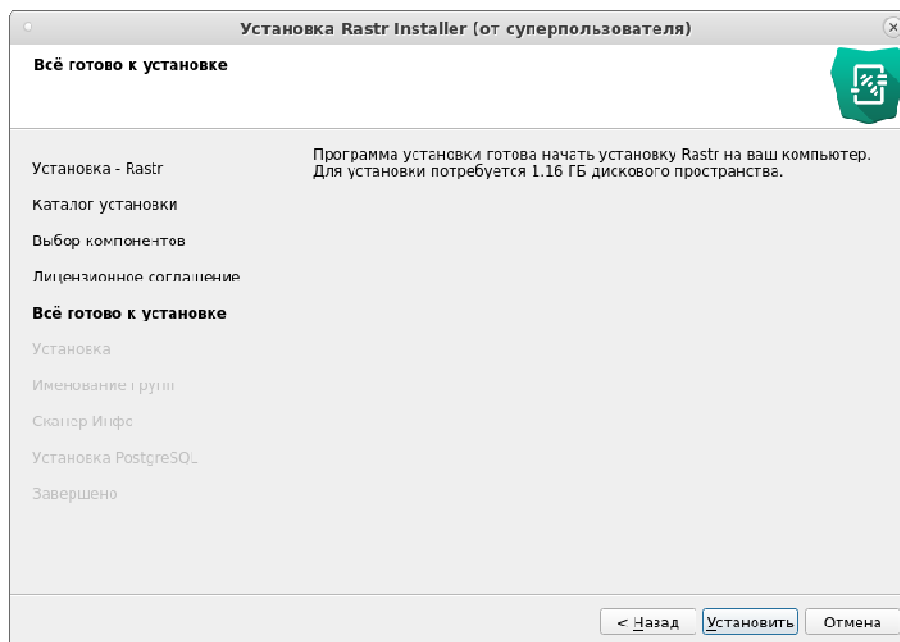 Установка Rastr Installer (от суперпользователя)
Всё готово к установке
Программа установки готова начать установку Rastr на ваш компьютер.
Для установки потребуется 1.16 ГБ дискового пространства.
Установка - Rastr
Каталог установки
Выбор компонентов
Лицензионное соглашение
Всё готово к установке
Установка
Именование групп
Сканер Инфо
Установка PostgreSQL
Завершено
< Назад
Установить
Отмена